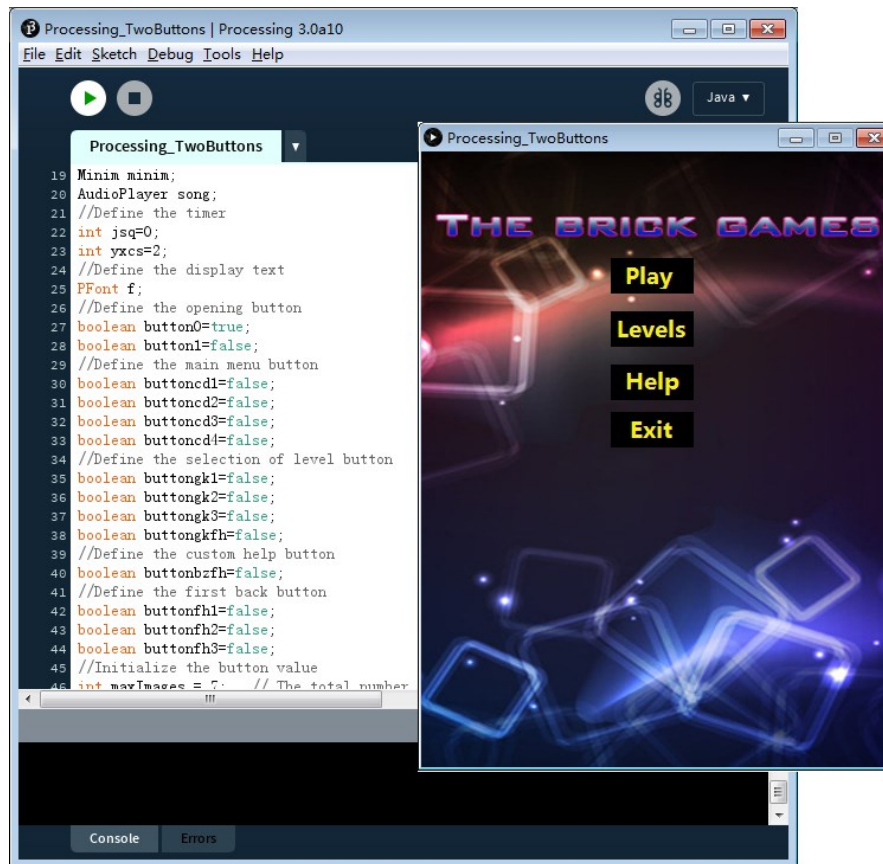 Processing_TwoButtons | Processing 3.0a10
File Edit Sketch Debug Tools Help
Java ▼
Processing_TwoButtons ▼
19 Minim minim;
20 AudioPlayer song;
21 //Define the timer
22 int jsq=0;
23 int yxcs=2;
24 //Define the display text
25 PFont f;
26 //Define the opening button
27 boolean button0=true;
28 boolean button1=false;
29 //Define the main menu button
30 boolean buttoncd1=false;
31 boolean buttoncd2=false;
32 boolean buttoncd3=false;
33 boolean buttoncd4=false;
34 //Define the selection of level button
35 boolean buttongk1=false;
36 boolean buttongk2=false;
37 boolean buttongk3=false;
38 boolean buttongkfh=false;
39 //Define the custom help button
40 boolean buttonbzfh=false;
41 //Define the first back button
42 boolean buttonfh1=false;
43 boolean buttonfh2=false;
44 boolean buttonfh3=false;
45 //Initialize the button value
46 int maxImages = 7; // The total number
Console Errors
Processing_TwoButtons
THE BRICK GAMES
Play
Levels
Help
Exit